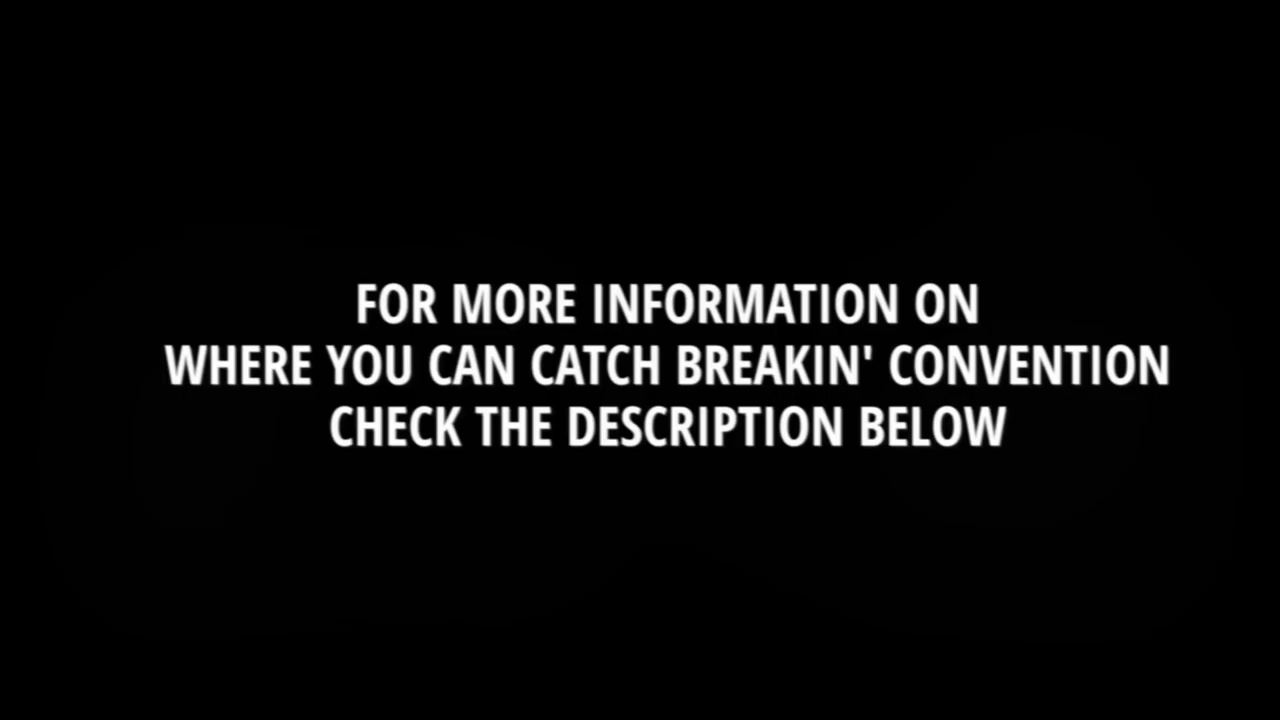 FOR MORE INFORMATION ON
WHERE YOU CAN CATCH BREAKIN' CONVENTION
CHECK THE DESCRIPTION BELOW